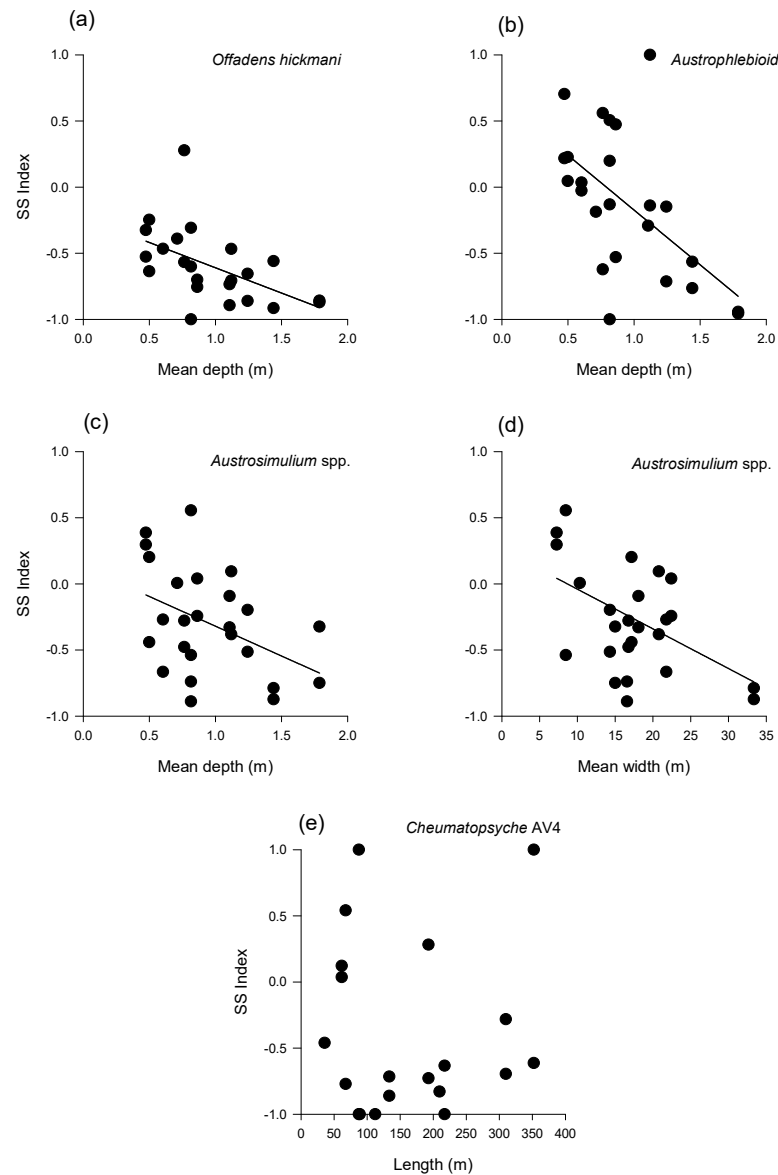 (a)
Offadens hickmani
1.0
0.5
0.0
-0.5
-1.0
SS Index
0.0 0.5 1.0 1.5 2.0
Mean depth (m)
(b)
Austrophlebioid
1.0
0.5
0.0
-0.5
-1.0
0.0 0.5 1.0 1.5 2.0
Mean depth (m)
(c)
Austrosimulium spp.
1.0
0.5
0.0
-0.5
-1.0
SS Index
0.0 0.5 1.0 1.5 2.0
Mean depth (m)
(d)
Austrosimulium spp.
1.0
0.5
0.0
-0.5
-1.0
0 5 10 15 20 25 30 35
Mean width (m)
(e)
Cheumatopsyche AV4
1.0
0.5
0.0
-0.5
-1.0
SS Index
0 50 100 150 200 250 300 350 400
Length (m)